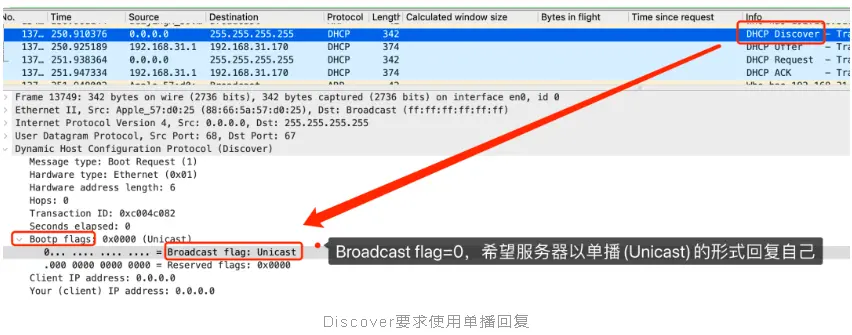 No. Time Source Destination Protocol Length Calculated window size Bytes in flight Time since request Info
137… 250.910376 0.0.0.0 255.255.255.255 DHCP 342 DHCP Discover - Tra
137… 250.925189 192.168.31.1 192.168.31.170 DHCP 374 DHCP Offer - Tra
137… 251.938364 0.0.0.0 255.255.255.255 DHCP 342 DHCP Request - Tra
137… 251.947334 192.168.31.1 192.168.31.170 DHCP 374 DHCP ACK - Tra
Frame 13749: 342 bytes on wire (2736 bits), 342 bytes captured (2736 bits) on interface en0, id 0
Ethernet II, Src: Apple_57:d0:25 (88:66:5a:57:d0:25), Dst: Broadcast (ff:ff:ff:ff:ff:ff)
Internet Protocol Version 4, Src: 0.0.0.0, Dst: 255.255.255.255
User Datagram Protocol, Src Port: 68, Dst Port: 67
Dynamic Host Configuration Protocol (Discover)
Message type: Boot Request (1)
Hardware type: Ethernet (0x01)
Hardware address length: 6
Hops: 0
Transaction ID: 0xc004c082
Seconds elapsed: 0
Bootp flags: 0x0000 (Unicast)
0... .... .... .... = Broadcast flag: Unicast
.000 0000 0000 0000 = Reserved flags: 0x0000
Client IP address: 0.0.0.0
Your (client) IP address: 0.0.0.0
Broadcast flag=0，希望服务器以单播(Unicast)的形式回复自己
Discover要求使用单播回复